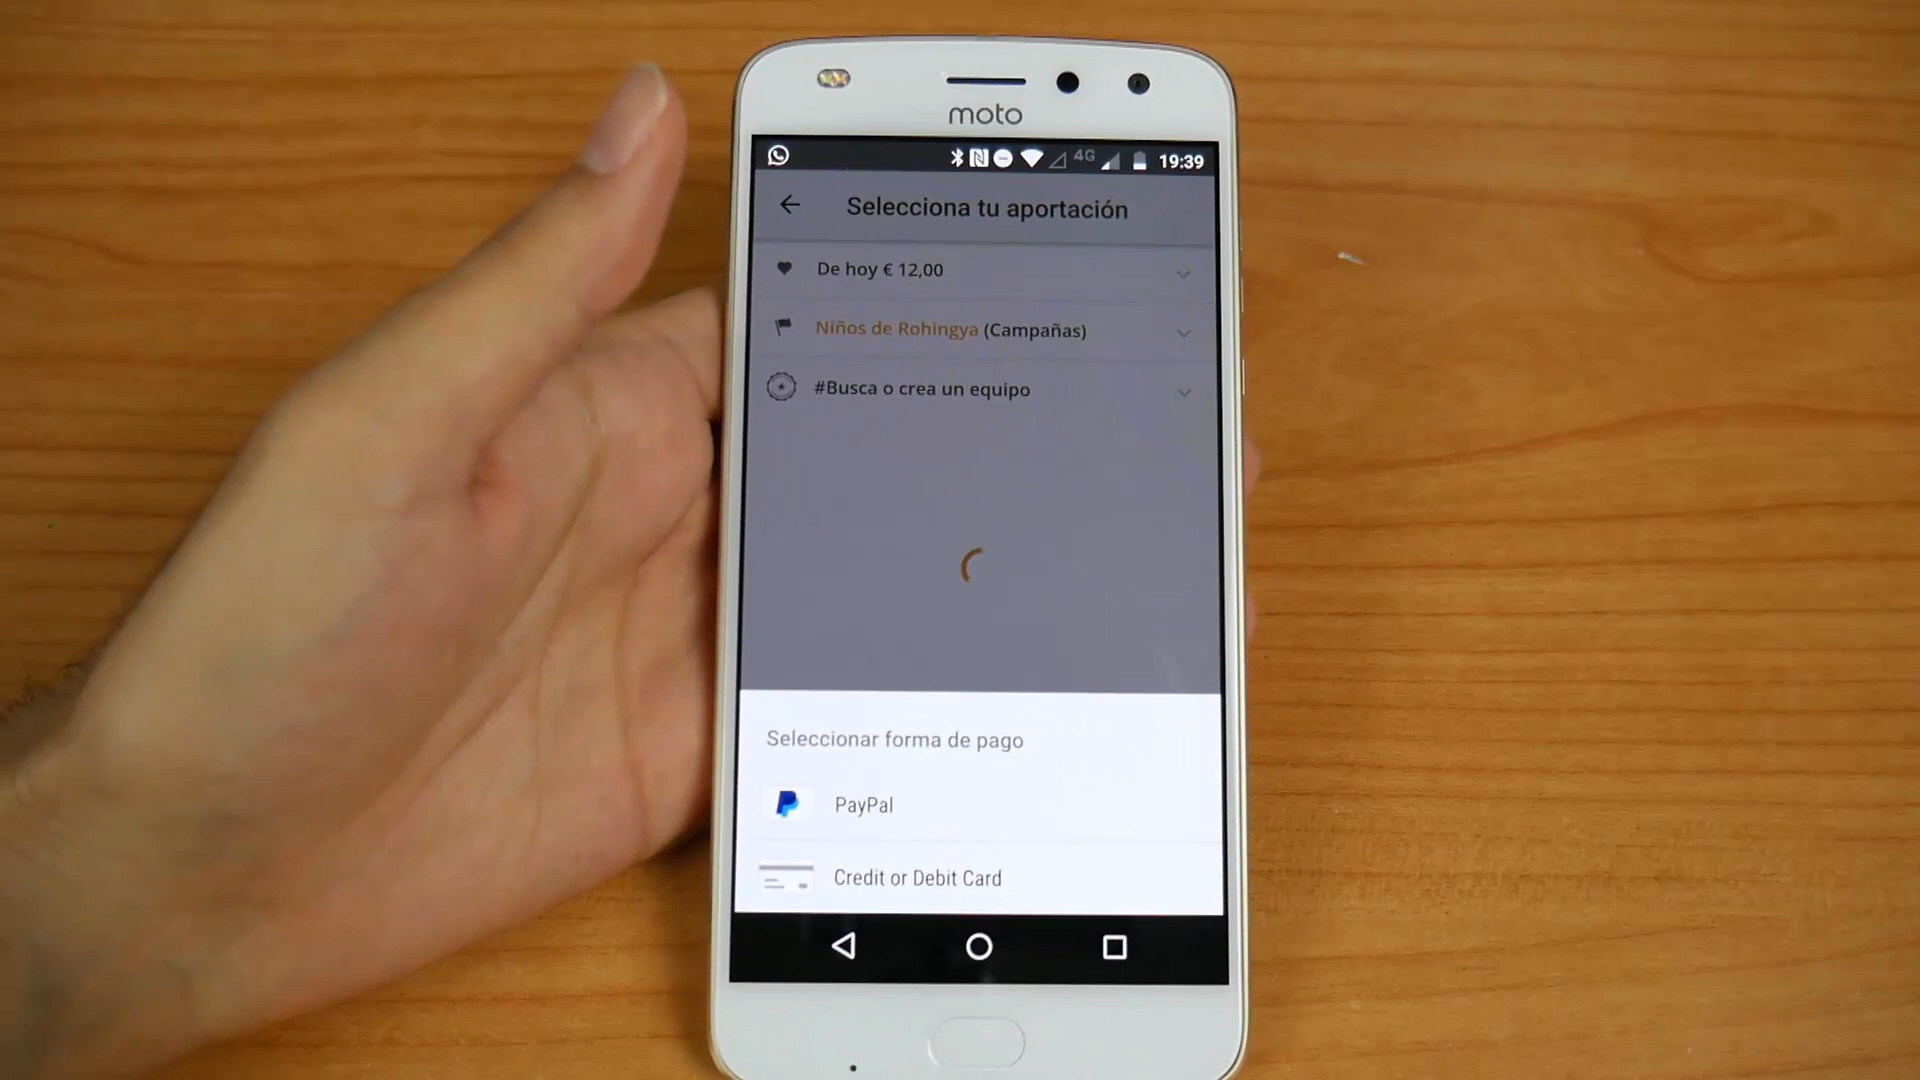 moto
4G 19:39
Selecciona tu aportación
De hoy € 12,00
Niños de Rohingya (Campañas)
#Busca o crea un equipo
Seleccionar forma de pago
PayPal
Credit or Debit Card